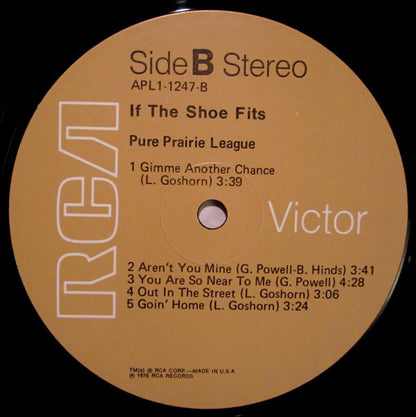 Side B Stereo
APL1-1247-B
If The Shoe Fits
Pure Prairie League
1 Gimme Another Chance
(L. Goshorn) 3:39
RCA
Victor
2 Aren't You Mine (G. Powell-B. Hinds) 3:41
3 You Are So Near To Me (G. Powell) 4:28
4 Out In The Street (L. Goshorn) 3:06
5 Goin' Home (L. Goshorn) 3:24
TM(s) ® RCA CORP.—MADE IN U.S.A
℗ 1976 RCA RECORDS